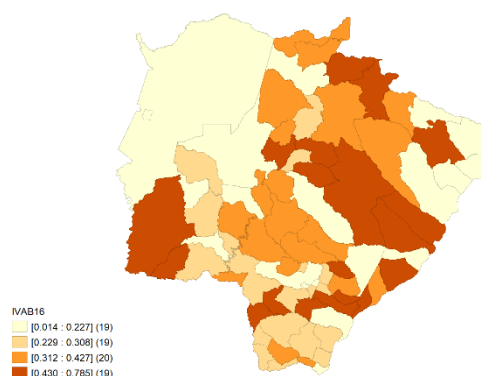 IVAB16
[0.014 : 0.227] (19)
[0.229 : 0.308] (19)
[0.312 : 0.427] (20)
[0.430 : 0.785] (19)